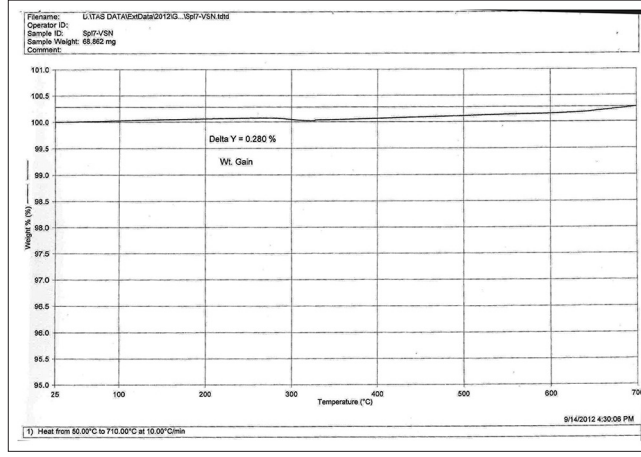 Filename: U:\TAS DATA\ExtData\2012\G...\Spl7-VSN.tdtd
Operator ID:
Sample ID: Spl7-VSN
Sample Weight: 68.862 mg
Comment:
101.0
100.5
100.0
99.5
99.0
98.5
98.0
97.5
97.0
96.5
96.0
95.5
95.0
Weight % (%)
Delta Y = 0.280 %
Wt. Gain
25 100 200 300 400 500 600 700
Temperature (°C)
9/14/2012 4:30:06 PM
1) Heat from 50.00°C to 710.00°C at 10.00°C/min